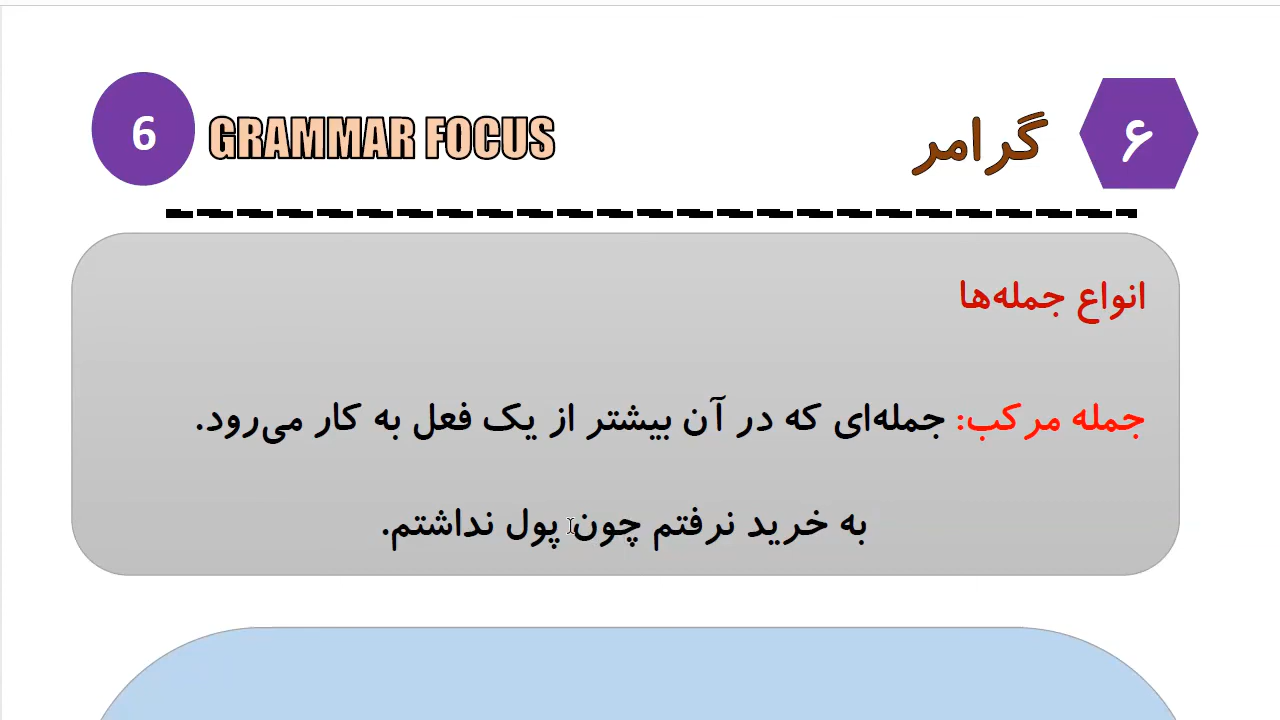 6 GRAMMAR FOCUS
گرامر ۶
انواع جمله‌ها
جمله مرکب: جمله‌ای که در آن بیشتر از یک فعل به کار می‌رود.
به خرید نرفتم چون پول نداشتم.